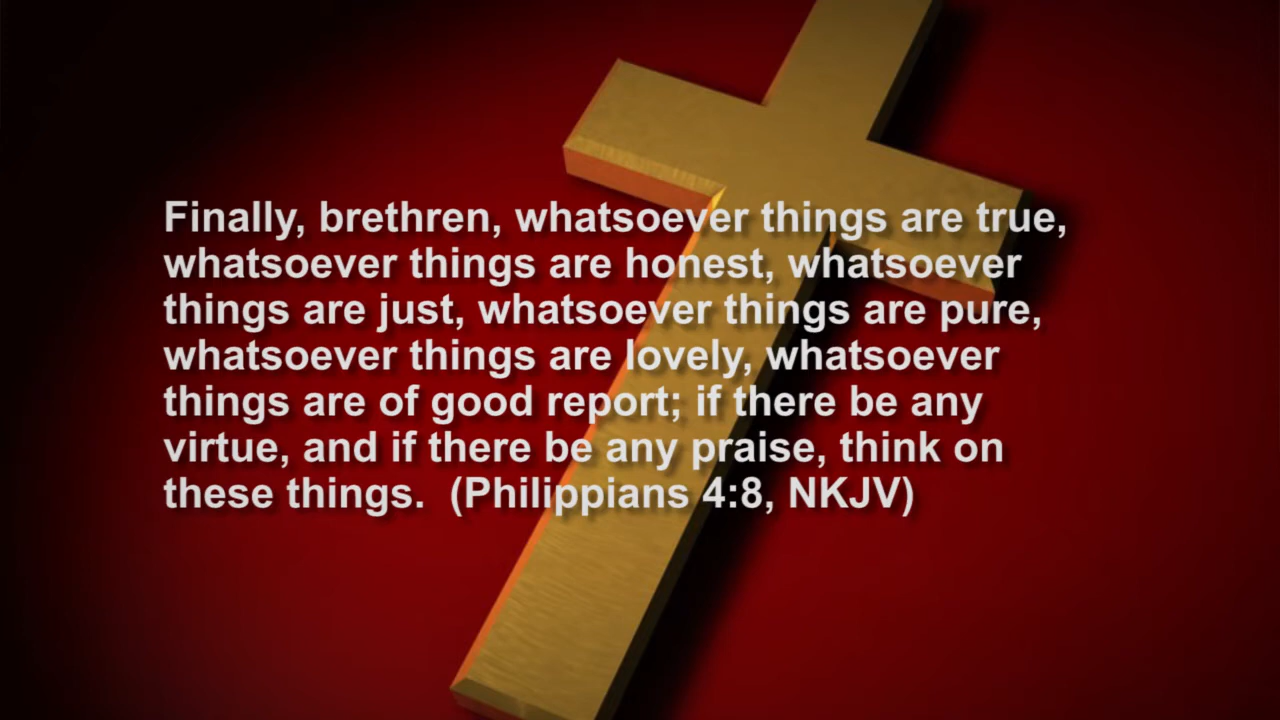 Finally, brethren, whatsoever things are true,
whatsoever things are honest, whatsoever
things are just, whatsoever things are pure,
whatsoever things are lovely, whatsoever
things are of good report; if there be any
virtue, and if there be any praise, think on
these things.  (Philippians 4:8, NKJV)